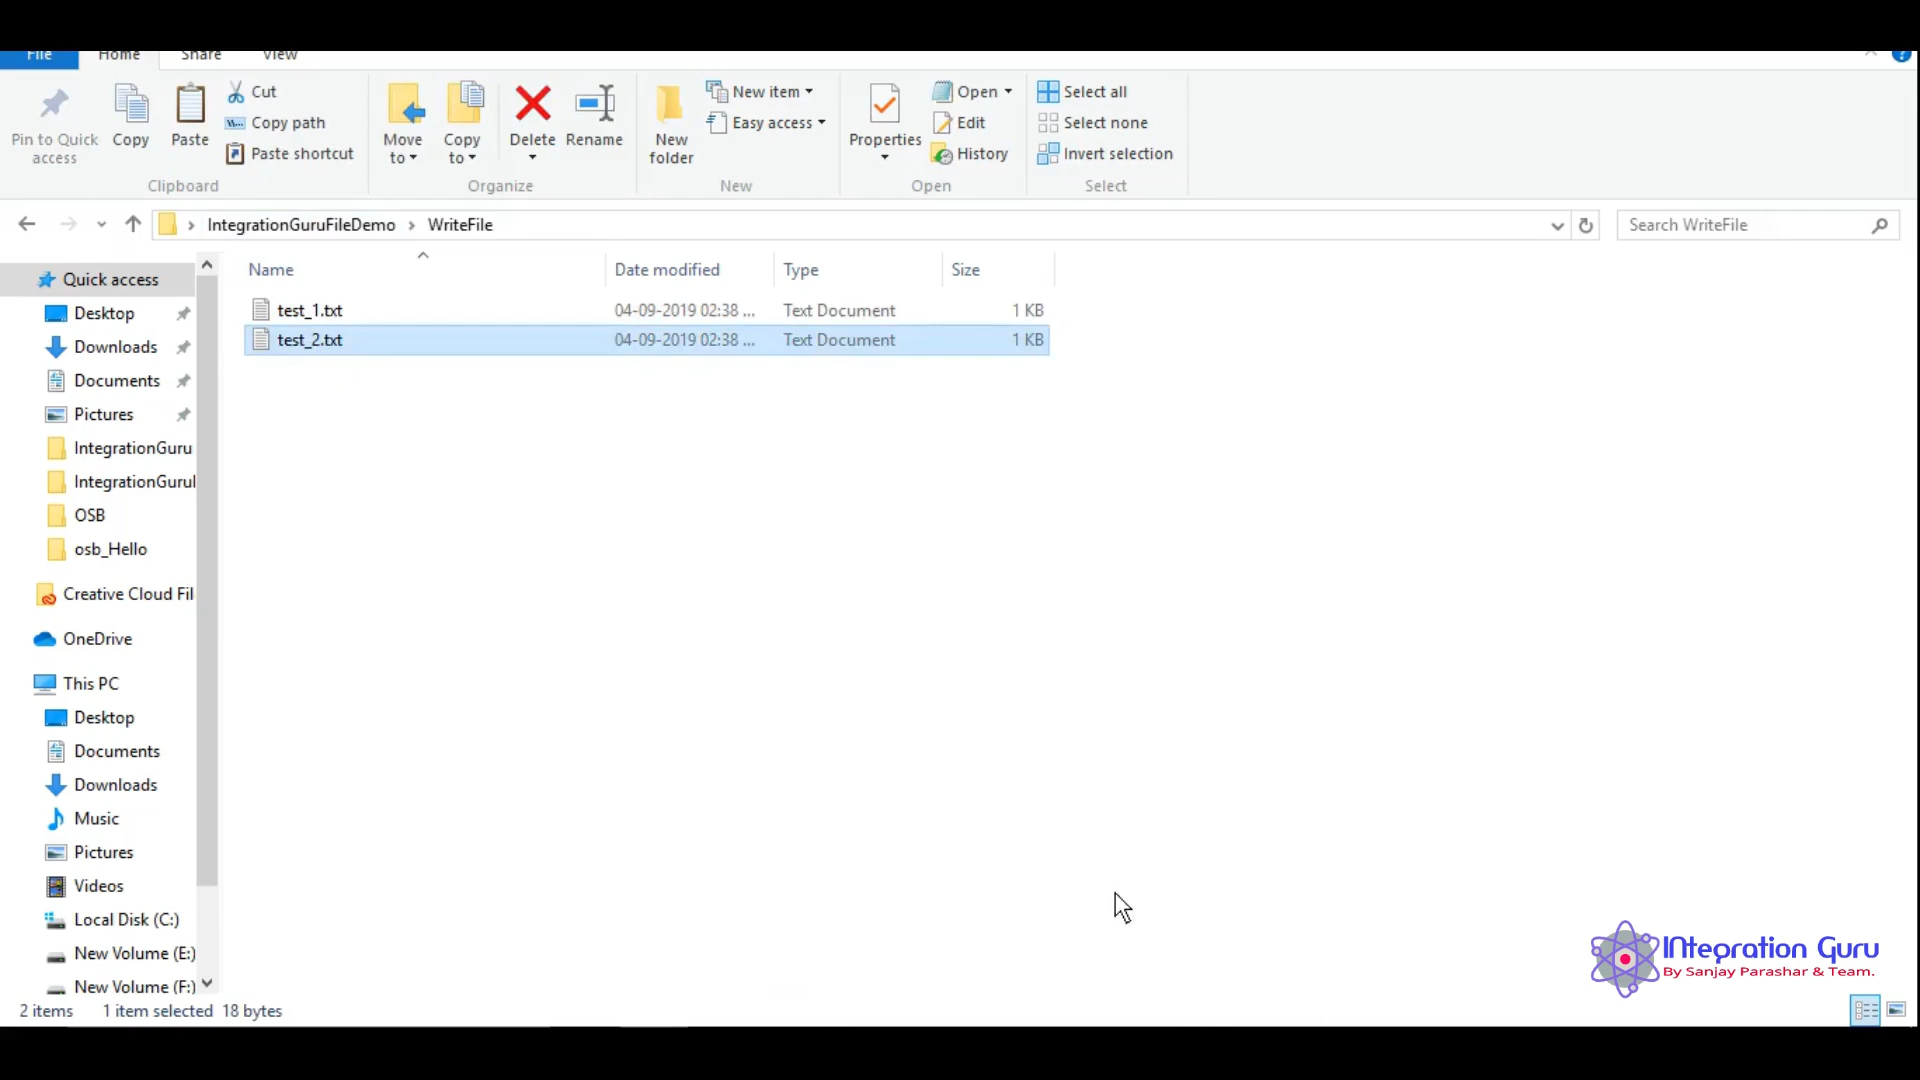 File Home Share View
Pin to Quick access
Copy
Paste
Cut
Copy path
Paste shortcut
Move to
Copy to
Delete
Rename
New folder
New item
Easy access
Properties
Open
Edit
History
Select all
Select none
Invert selection
Clipboard Organize New Open Select
IntegrationGuruFileDemo WriteFile
Search WriteFile
Name Date modified Type Size
test_1.txt 04-09-2019 02:38 ... Text Document 1 KB
test_2.txt 04-09-2019 02:38 ... Text Document 1 KB
Quick access
Desktop
Downloads
Documents
Pictures
IntegrationGuru
IntegrationGuruI
OSB
osb_Hello
Creative Cloud Fil
OneDrive
This PC
Desktop
Documents
Downloads
Music
Pictures
Videos
Local Disk (C:)
New Volume (E:)
New Volume (F:)
INtegration Guru
By Sanjay Parashar & Team.
2 items 1 item selected 18 bytes